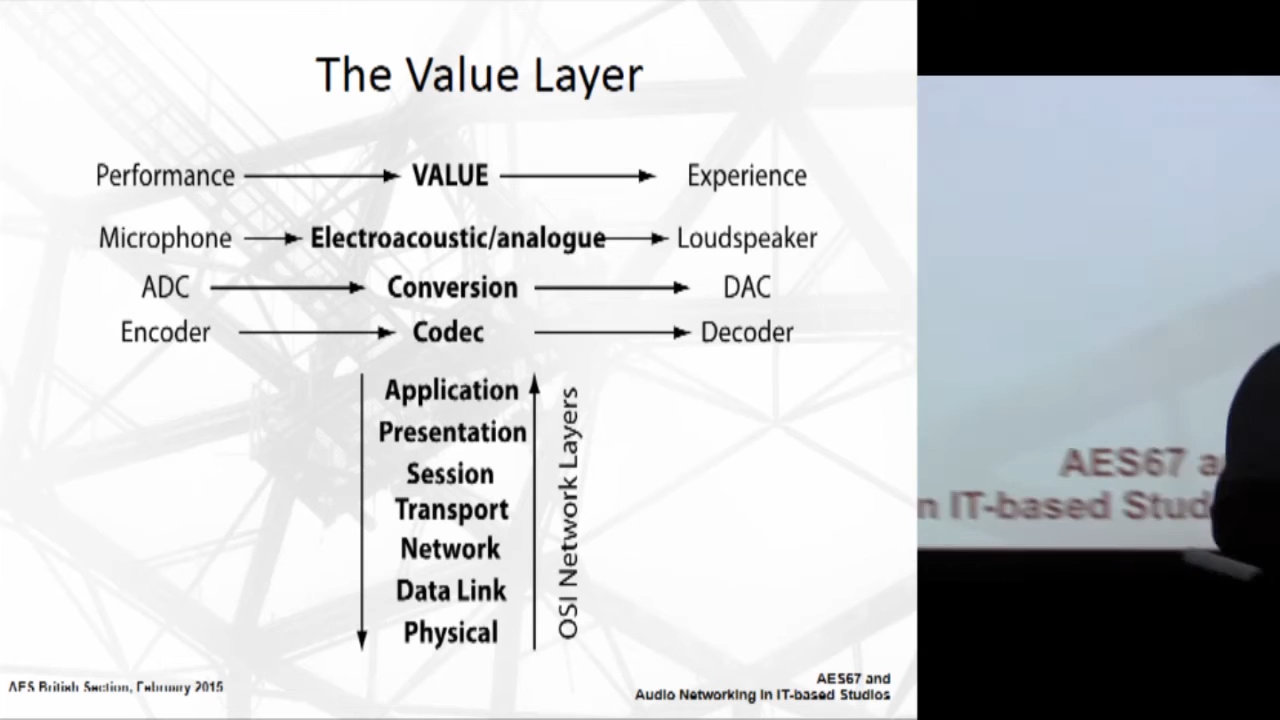 The Value Layer
Performance VALUE Experience
Microphone Electroacoustic/analogue Loudspeaker
ADC Conversion DAC
Encoder Codec Decoder
Application
Presentation
Session
Transport
Network
Data Link
Physical
OSI Network Layers
AES British Section, February 2015
AES67 and
Audio Networking in IT-based Studios
AES67
IT-based